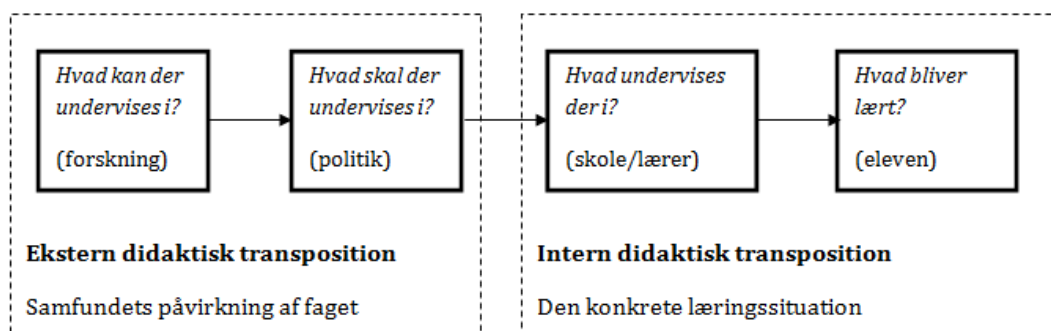 Hvad kan der
undervises i?
(forskning)
Hvad skal der
undervises i?
(politik)
Hvad undervises
der i?
(skole/lærer)
Hvad bliver
lært?
(eleven)
Ekstern didaktisk transposition
Samfundets påvirkning af faget
Intern didaktisk transposition
Den konkrete læringssituation